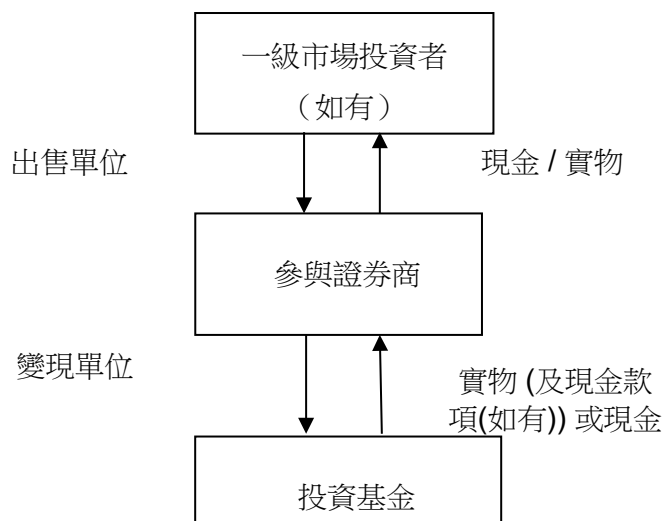 一級市場投資者
（如有）
出售單位
現金 / 實物
參與證券商
變現單位
實物 (及現金款
項(如有)) 或現金
投資基金